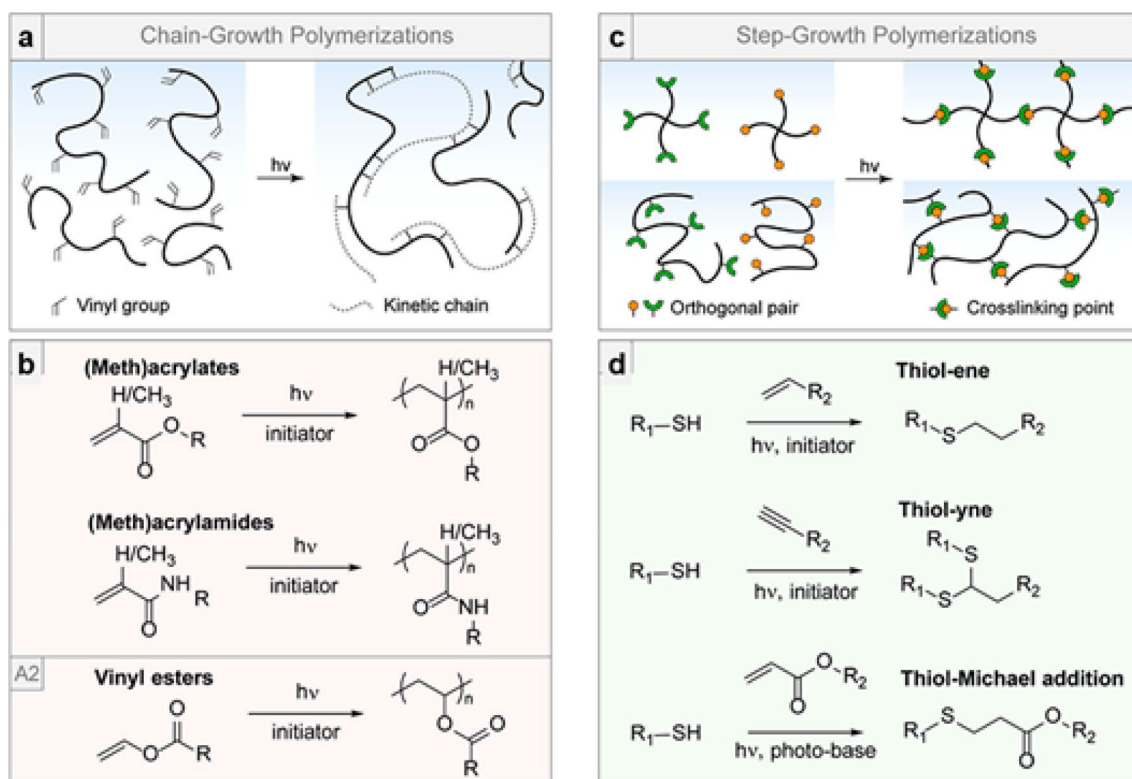 a
Chain-Growth Polymerizations
hν
Vinyl group
Kinetic chain
b
(Meth)acrylates
H/CH3
O
R
O
hν
initiator
H/CH3
n
O
O
R
(Meth)acrylamides
H/CH3
NH
R
O
hν
initiator
H/CH3
n
O
NH
R
A2
Vinyl esters
O
O
R
hν
initiator
n
O
O
R
c
Step-Growth Polymerizations
hν
Orthogonal pair
Crosslinking point
d
Thiol-ene
R1-SH
R2
hν, initiator
R1
S
R2
Thiol-yne
R1-SH
R2
hν, initiator
R1
S
R1
S
R2
Thiol-Michael addition
R1-SH
O
R2
O
hν, photo-base
R1
S
O
R2
O